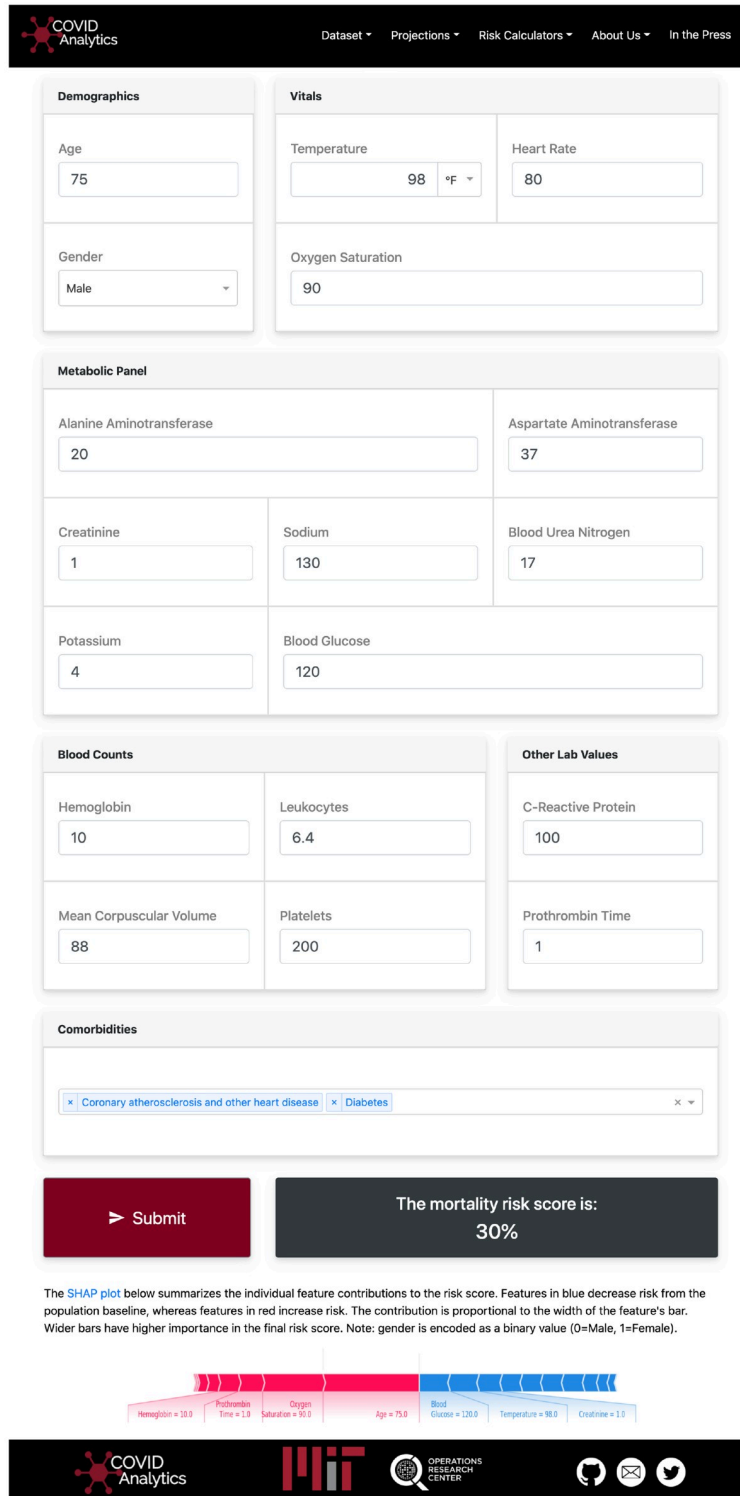 COVID
Analytics
Dataset Projections Risk Calculators About Us In the Press
Demographics
Vitals
Age
75
Temperature
98 °F
Heart Rate
80
Gender
Male
Oxygen Saturation
90
Metabolic Panel
Alanine Aminotransferase
20
Aspartate Aminotransferase
37
Creatinine
1
Sodium
130
Blood Urea Nitrogen
17
Potassium
4
Blood Glucose
120
Blood Counts
Other Lab Values
Hemoglobin
10
Leukocytes
6.4
C-Reactive Protein
100
Mean Corpuscular Volume
88
Platelets
200
Prothrombin Time
1
Comorbidities
× Coronary atherosclerosis and other heart disease × Diabetes ×
Submit
The mortality risk score is:
30%
The SHAP plot below summarizes the individual feature contributions to the risk score. Features in blue decrease risk from the
population baseline, whereas features in red increase risk. The contribution is proportional to the width of the feature's bar.
Wider bars have higher importance in the final risk score. Note: gender is encoded as a binary value (0=Male, 1=Female).
Hemoglobin = 10.0
Prothrombin
Time = 1.0
Oxygen
Saturation = 90.0
Age = 75.0
Blood
Glucose = 120.0
Temperature = 98.0
Creatinine = 1.0
COVID
Analytics
MIT
OPERATIONS
RESEARCH
CENTER